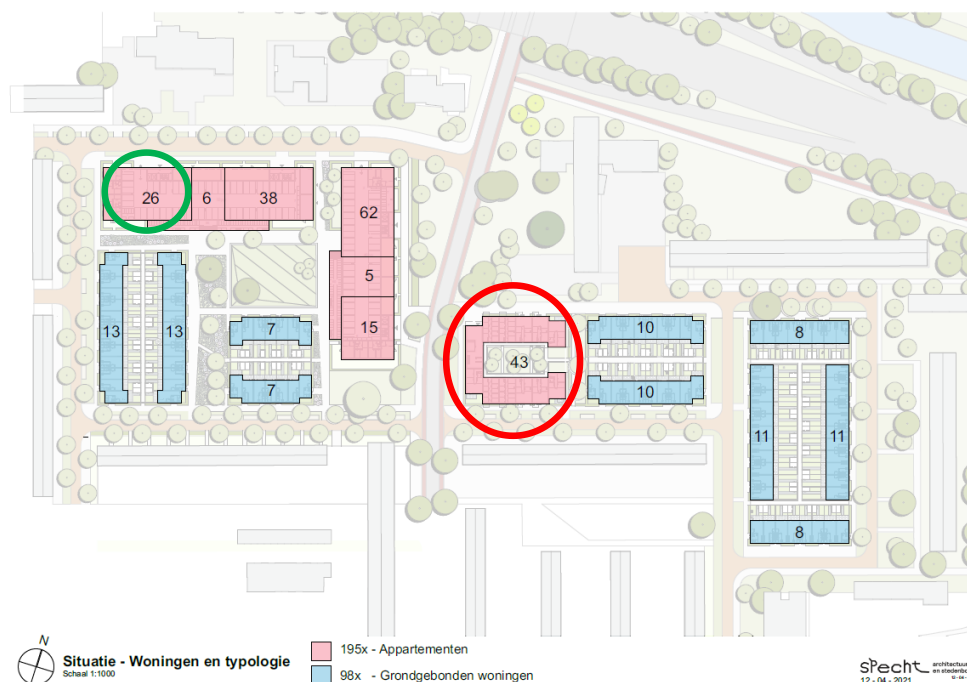 26
6
38
62
5
15
13
13
7
7
43
10
10
8
11
11
8
N
Situatie - Woningen en typologie
Schaal 1:1000
195x - Appartementen
98x - Grondgebonden woningen
specht
architectuur
en stedenbo
12 - 04 - 2021